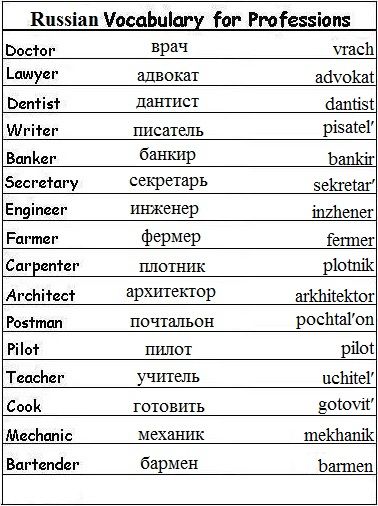 Russian Vocabulary for Professions
Doctor врач vrach
Lawyer адвокат advokat
Dentist дантист dantist
Writer писатель pisatel′
Banker банкир bankir
Secretary секретарь sekretar′
Engineer инженер inzhener
Farmer фермер fermer
Carpenter плотник plotnik
Architect архитектор arkhitektor
Postman почтальон pochtal′on
Pilot пилот pilot
Teacher учитель uchitel′
Cook готовить gotovit′
Mechanic механик mekhanik
Bartender бармен barmen